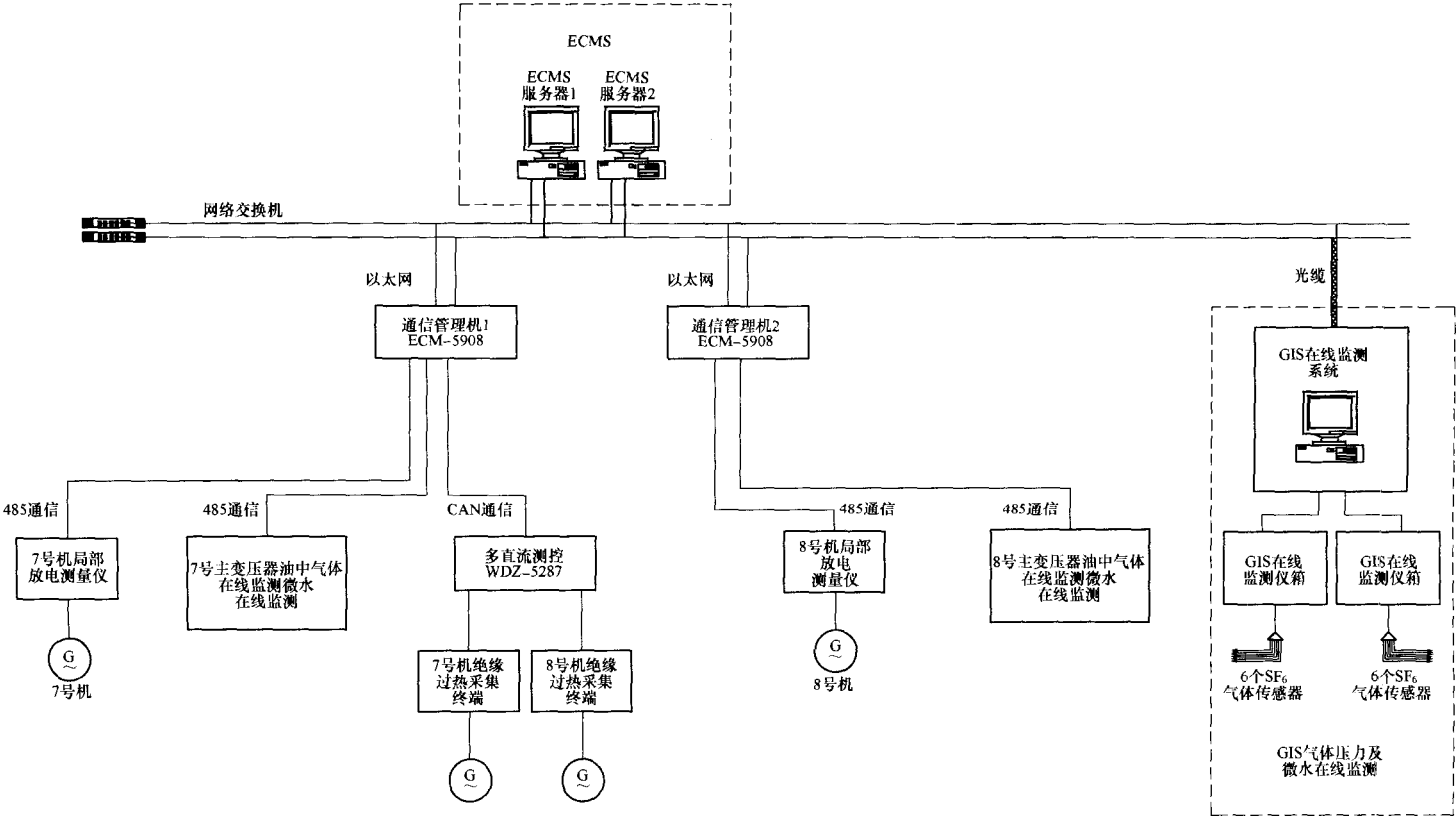 ECMS
ECMS
服务器1
ECMS
服务器2
网络交换机
以太网
以太网
光缆
通信管理机1
ECM-5908
通信管理机2
ECM-5908
GIS在线监测
系统
485通信
485通信
CAN通信
485通信
485通信
7号机局部
放电测量仪
7号主变压器油中气体
在线监测微水
在线监测
多直流测控
WDZ-5287
8号机局部
放电
测量仪
8号主变压器油中气体
在线监测微水
在线监测
GIS在线
监测仪箱
GIS在线
监测仪箱
G
~
7号机
7号机绝缘
过热采集
终端
8号机绝缘
过热采集
终端
G
~
8号机
6个SF₆
气体传感器
6个SF₆
气体传感器
G
~
G
~
GIS气体压力及
微水在线监测